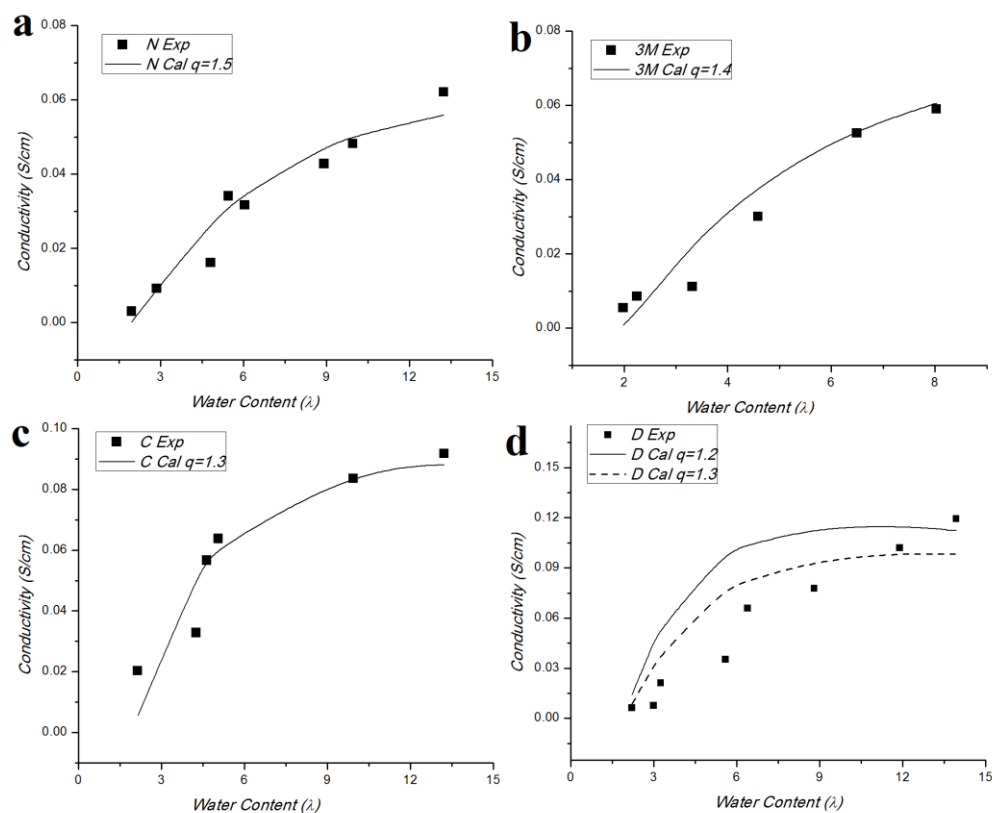 a
N Exp
N Cal q=1.5
0.08
0.06
0.04
0.02
0.00
Conductivity (S/cm)
0
3
6
9
12
15
Water Content (λ)
b
3M Exp
3M Cal q=1.4
0.08
0.06
0.04
0.02
0.00
Conductivity (S/cm)
2
4
6
8
Water Content (λ)
c
C Exp
C Cal q=1.3
0.10
0.08
0.06
0.04
0.02
0.00
Conductivity (S/cm)
0
3
6
9
12
15
Water Content (λ)
d
D Exp
D Cal q=1.2
D Cal q=1.3
0.15
0.12
0.09
0.06
0.03
0.00
Conductivity (S/cm)
0
3
6
9
12
15
Water Content (λ)